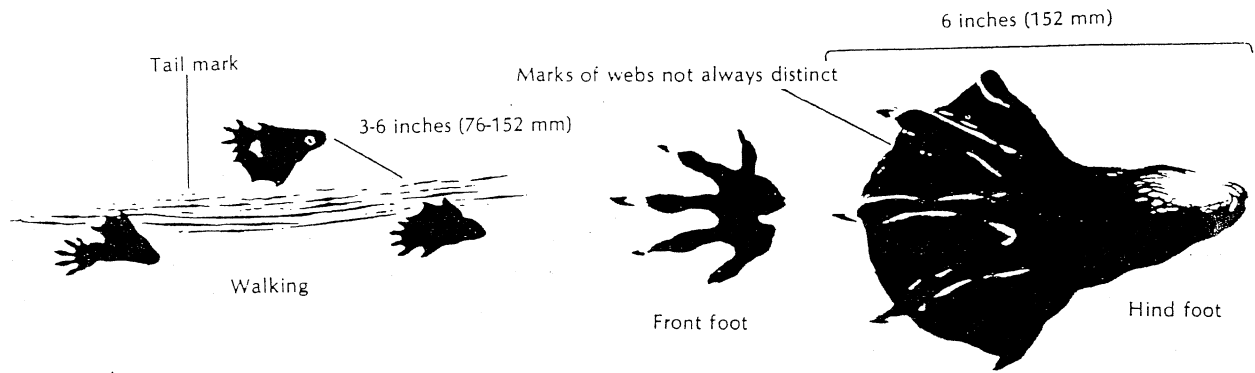 Tail mark
3-6 inches (76-152 mm)
Walking
Marks of webs not always distinct
6 inches (152 mm)
Front foot
Hind foot